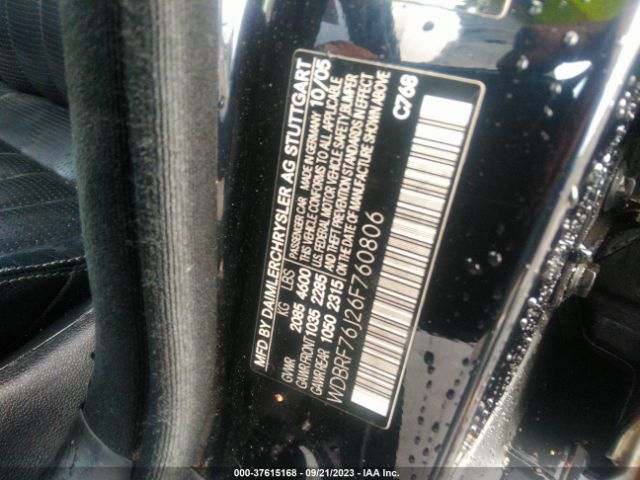 MFD BY DAIMLERCHRYSLER AG STUTTGART
PASSENGER CAR MADE IN GERMANY 10/05
KG LBS THIS VEHICLE CONFORMS TO ALL APPLICABLE
GVWR 2085 4600 U.S. FEDERAL MOTOR VEHICLE SAFETY, BUMPER
GAWR FRONT 1035 2285 AND THEFT PREVENTION STANDARDS IN EFFECT
GAWR REAR 1050 2315 ON THE DATE OF MANUFACTURE SHOWN ABOVE
WDBRF76J26F760806
C768
000-37615168 - 09/21/2023 - IAA Inc.